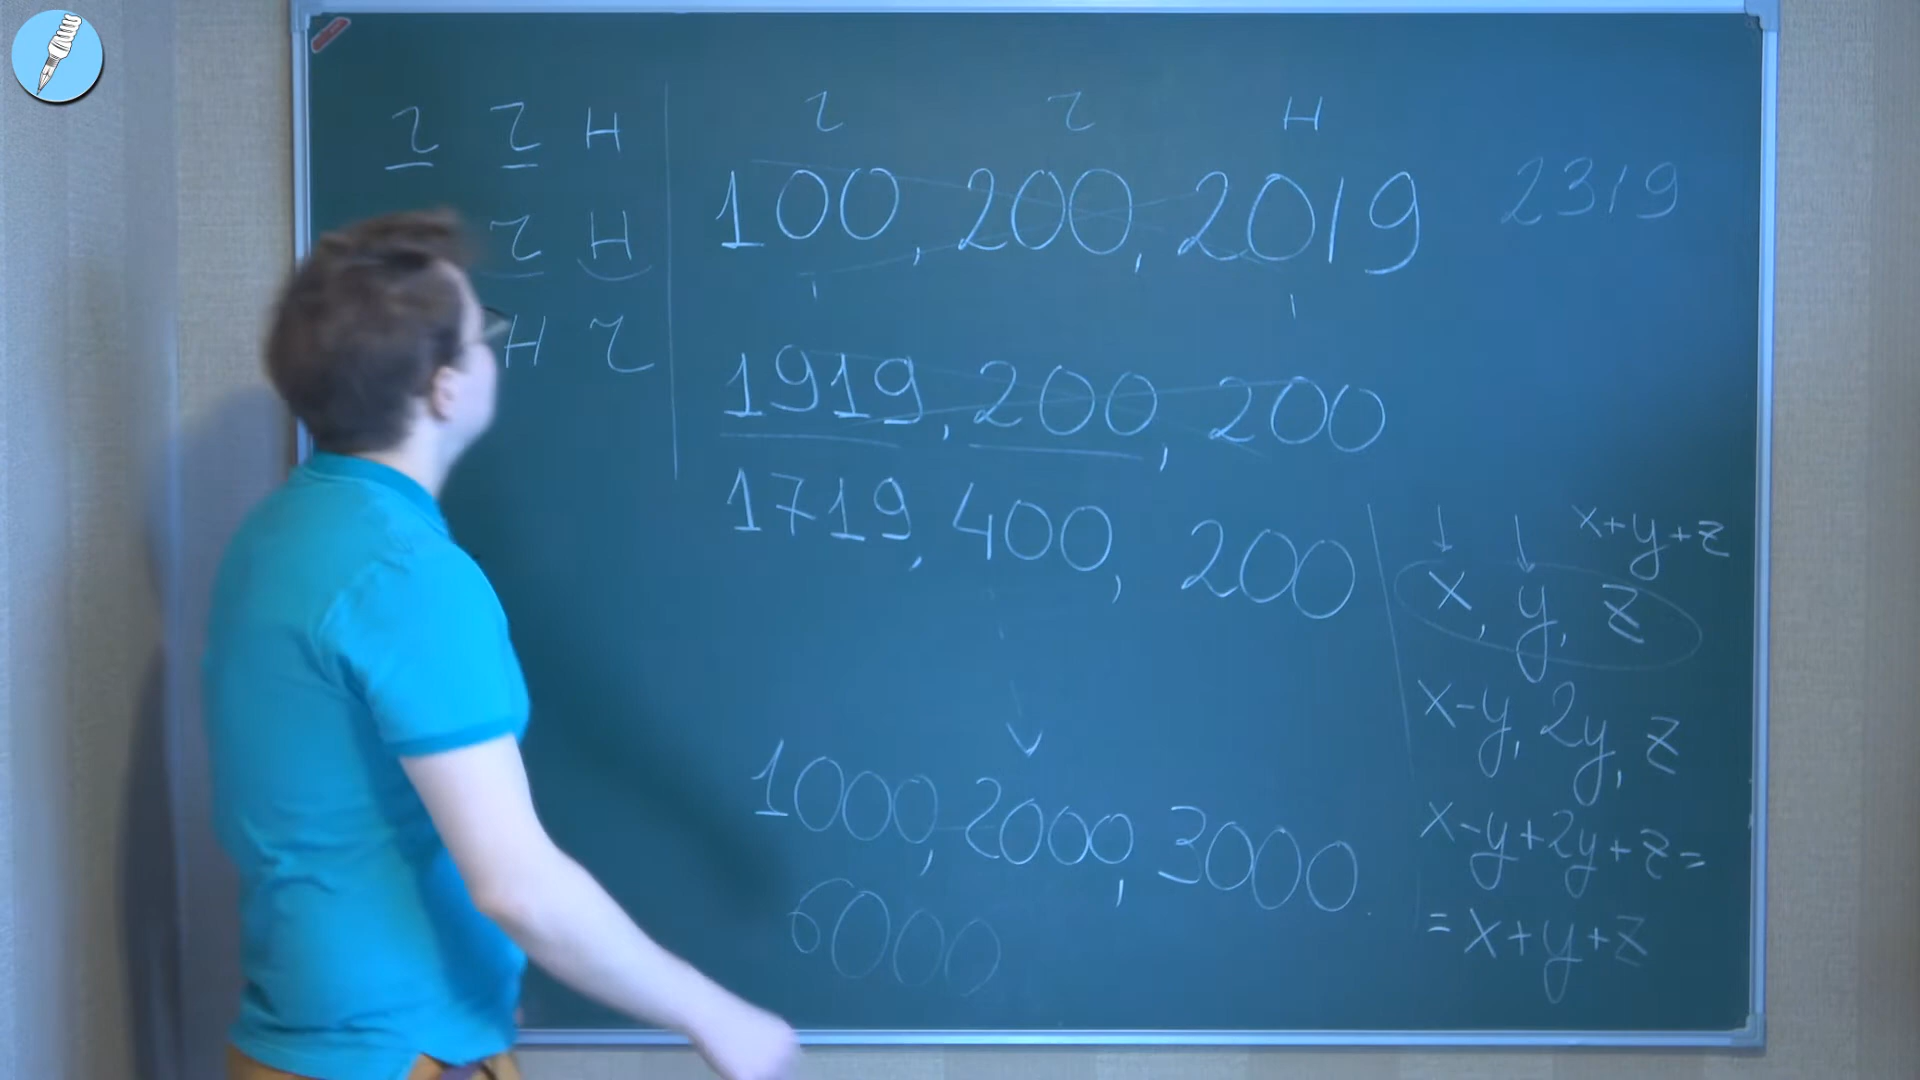 ч ч н
ч н
н ч
ч ч н
100, 200, 2019
2319
1919, 200, 200
1719, 400, 200
1000, 2000, 3000
6000
x+y+z
x, y, z
x-y, 2y, z
x-y+2y+z=
=x+y+z